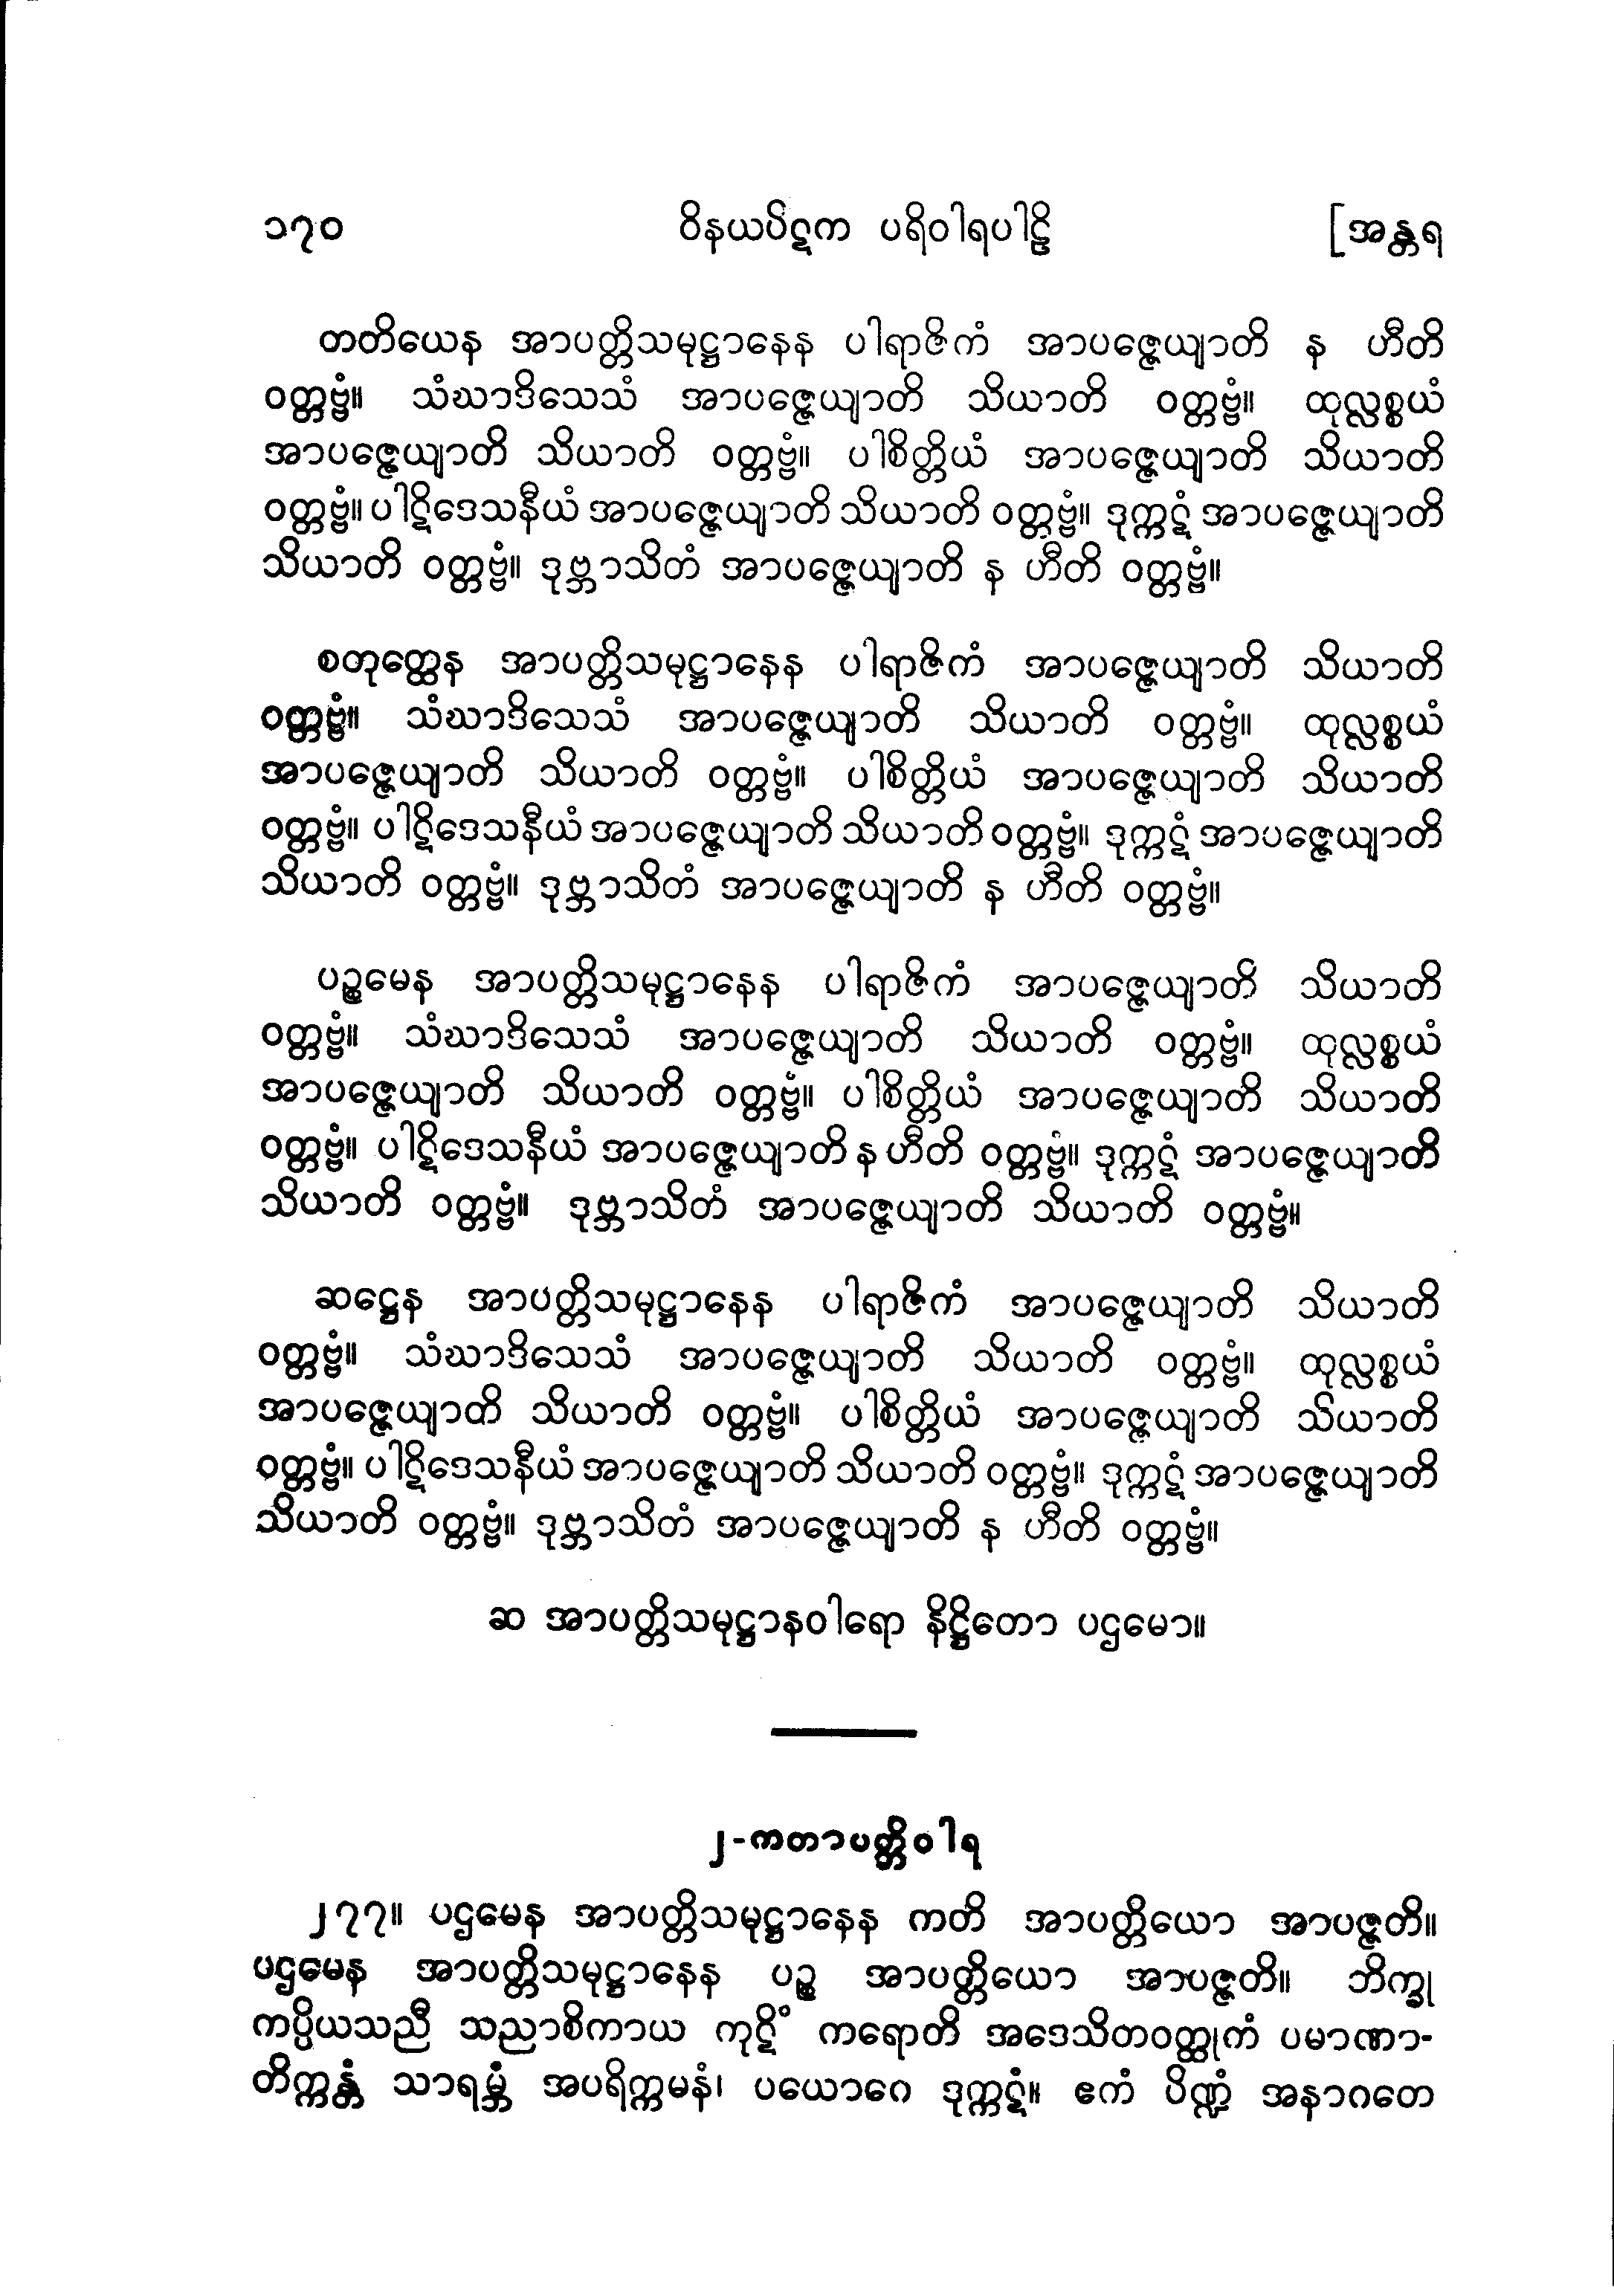 ၁၇၀ ဝိနယပိဋက ပရိဝါရပါဠိ [အန္တရ
တတိယေန အာပတ္တိသမုဋ္ဌာနေန ပါရာဇိကံ အာပဇ္ဇေယျာတိ န ဟီတိ
ဝတ္တဗ္ဗံ။ သံဃာဒိသေသံ အာပဇ္ဇေယျာတိ သိယာတိ ဝတ္တဗ္ဗံ။ ထုလ္လစ္စယံ
အာပဇ္ဇေယျာတိ သိယာတိ ဝတ္တဗ္ဗံ။ ပါစိတ္တိယံ အာပဇ္ဇေယျာတိ သိယာတိ
ဝတ္တဗ္ဗံ။ ပါဋိဒေသနီယံ အာပဇ္ဇေယျာတိ သိယာတိ ဝတ္တဗ္ဗံ။ ဒုက္ကဋံ အာပဇ္ဇေယျာတိ
သိယာတိ ဝတ္တဗ္ဗံ။ ဒုဗ္ဘာသိတံ အာပဇ္ဇေယျာတိ န ဟီတိ ဝတ္တဗ္ဗံ။
စတုတ္ထေန အာပတ္တိသမုဋ္ဌာနေန ပါရာဇိကံ အာပဇ္ဇေယျာတိ သိယာတိ
ဝတ္တဗ္ဗံ။ သံဃာဒိသေသံ အာပဇ္ဇေယျာတိ သိယာတိ ဝတ္တဗ္ဗံ။ ထုလ္လစ္စယံ
အာပဇ္ဇေယျာတိ သိယာတိ ဝတ္တဗ္ဗံ။ ပါစိတ္တိယံ အာပဇ္ဇေယျာတိ သိယာတိ
ဝတ္တဗ္ဗံ။ ပါဋိဒေသနီယံ အာပဇ္ဇေယျာတိ သိယာတိ ဝတ္တဗ္ဗံ။ ဒုက္ကဋံ အာပဇ္ဇေယျာတိ
သိယာတိ ဝတ္တဗ္ဗံ။ ဒုဗ္ဘာသိတံ အာပဇ္ဇေယျာတိ န ဟီတိ ဝတ္တဗ္ဗံ။
ပဉ္စမေန အာပတ္တိသမုဋ္ဌာနေန ပါရာဇိကံ အာပဇ္ဇေယျာတိ သိယာတိ
ဝတ္တဗ္ဗံ။ သံဃာဒိသေသံ အာပဇ္ဇေယျာတိ သိယာတိ ဝတ္တဗ္ဗံ။ ထုလ္လစ္စယံ
အာပဇ္ဇေယျာတိ သိယာတိ ဝတ္တဗ္ဗံ။ ပါစိတ္တိယံ အာပဇ္ဇေယျာတိ သိယာတိ
ဝတ္တဗ္ဗံ။ ပါဋိဒေသနီယံ အာပဇ္ဇေယျာတိ န ဟီတိ ဝတ္တဗ္ဗံ။ ဒုက္ကဋံ အာပဇ္ဇေယျာတိ
သိယာတိ ဝတ္တဗ္ဗံ။ ဒုဗ္ဘာသိတံ အာပဇ္ဇေယျာတိ သိယာတိ ဝတ္တဗ္ဗံ။
ဆဋ္ဌေန အာပတ္တိသမုဋ္ဌာနေန ပါရာဇိကံ အာပဇ္ဇေယျာတိ သိယာတိ
ဝတ္တဗ္ဗံ။ သံဃာဒိသေသံ အာပဇ္ဇေယျာတိ သိယာတိ ဝတ္တဗ္ဗံ။ ထုလ္လစ္စယံ
အာပဇ္ဇေယျာတိ သိယာတိ ဝတ္တဗ္ဗံ။ ပါစိတ္တိယံ အာပဇ္ဇေယျာတိ သိယာတိ
ဝတ္တဗ္ဗံ။ ပါဋိဒေသနီယံ အာပဇ္ဇေယျာတိ သိယာတိ ဝတ္တဗ္ဗံ။ ဒုက္ကဋံ အာပဇ္ဇေယျာတိ
သိယာတိ ဝတ္တဗ္ဗံ။ ဒုဗ္ဘာသိတံ အာပဇ္ဇေယျာတိ န ဟီတိ ဝတ္တဗ္ဗံ။
ဆ အာပတ္တိသမုဋ္ဌာနဝါရော နိဋ္ဌိတော ပဌမော။
၂-ကတာပတ္တိဝါရ
၂၇၇။ ပဌမေန အာပတ္တိသမုဋ္ဌာနေန ကတိ အာပတ္တိယော အာပဇ္ဇတိ။
ပဌမေန အာပတ္တိသမုဋ္ဌာနေန ပဉ္စ အာပတ္တိယော အာပဇ္ဇတိ။ ဘိက္ခု
ကပ္ပိယသညီ သညာစိကာယ ကုဋိံ ကရောတိ အဒေသိတဝတ္ထုကံ ပမာဏာ-
တိက္ကန္တံ သာရမ္ဘံ အပရိက္ကမနံ၊ ပယောဂေ ဒုက္ကဋံ။ ဧကံ ပိဏ္ဍံ အနာဂတေ